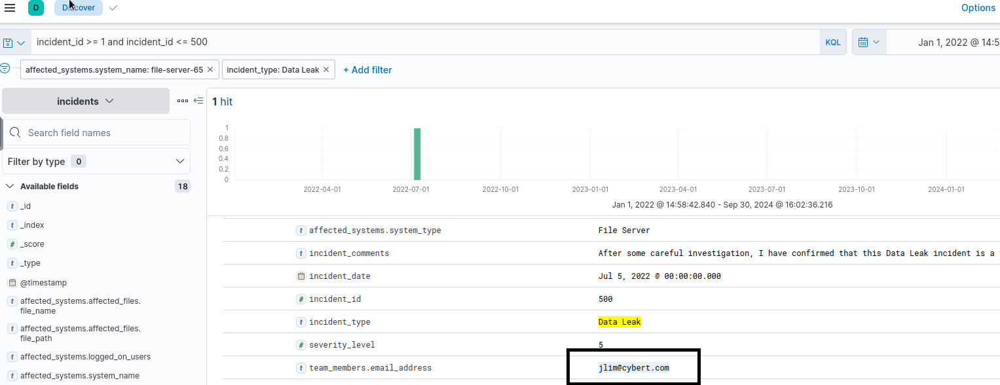 D Discover
Options
incident_id >= 1 and incident_id <= 500
KQL
Jan 1, 2022 @ 14:5
affected_systems.system_name: file-server-65 ×
incident_type: Data Leak ×
+ Add filter
incidents
1 hit
Search field names
Filter by type 0
Available fields 18
t _id
t _index
# _score
t _type
@timestamp
t affected_systems.affected_files.
file_name
t affected_systems.affected_files.
file_path
t affected_systems.logged_on_users
t affected_systems.system_name
1
0.8
0.6
0.4
0.2
0
2022-04-01 2022-07-01 2022-10-01 2023-01-01 2023-04-01 2023-07-01 2023-10-01 2024-01-01
Jan 1, 2022 @ 14:58:42.840 - Sep 30, 2024 @ 16:02:36.216
t affected_systems.system_type File Server
t incident_comments After some careful investigation, I have confirmed that this Data Leak incident is a
incident_date Jul 5, 2022 @ 00:00:00.000
# incident_id 500
t incident_type Data Leak
# severity_level 5
t team_members.email_address jlim@cybert.com